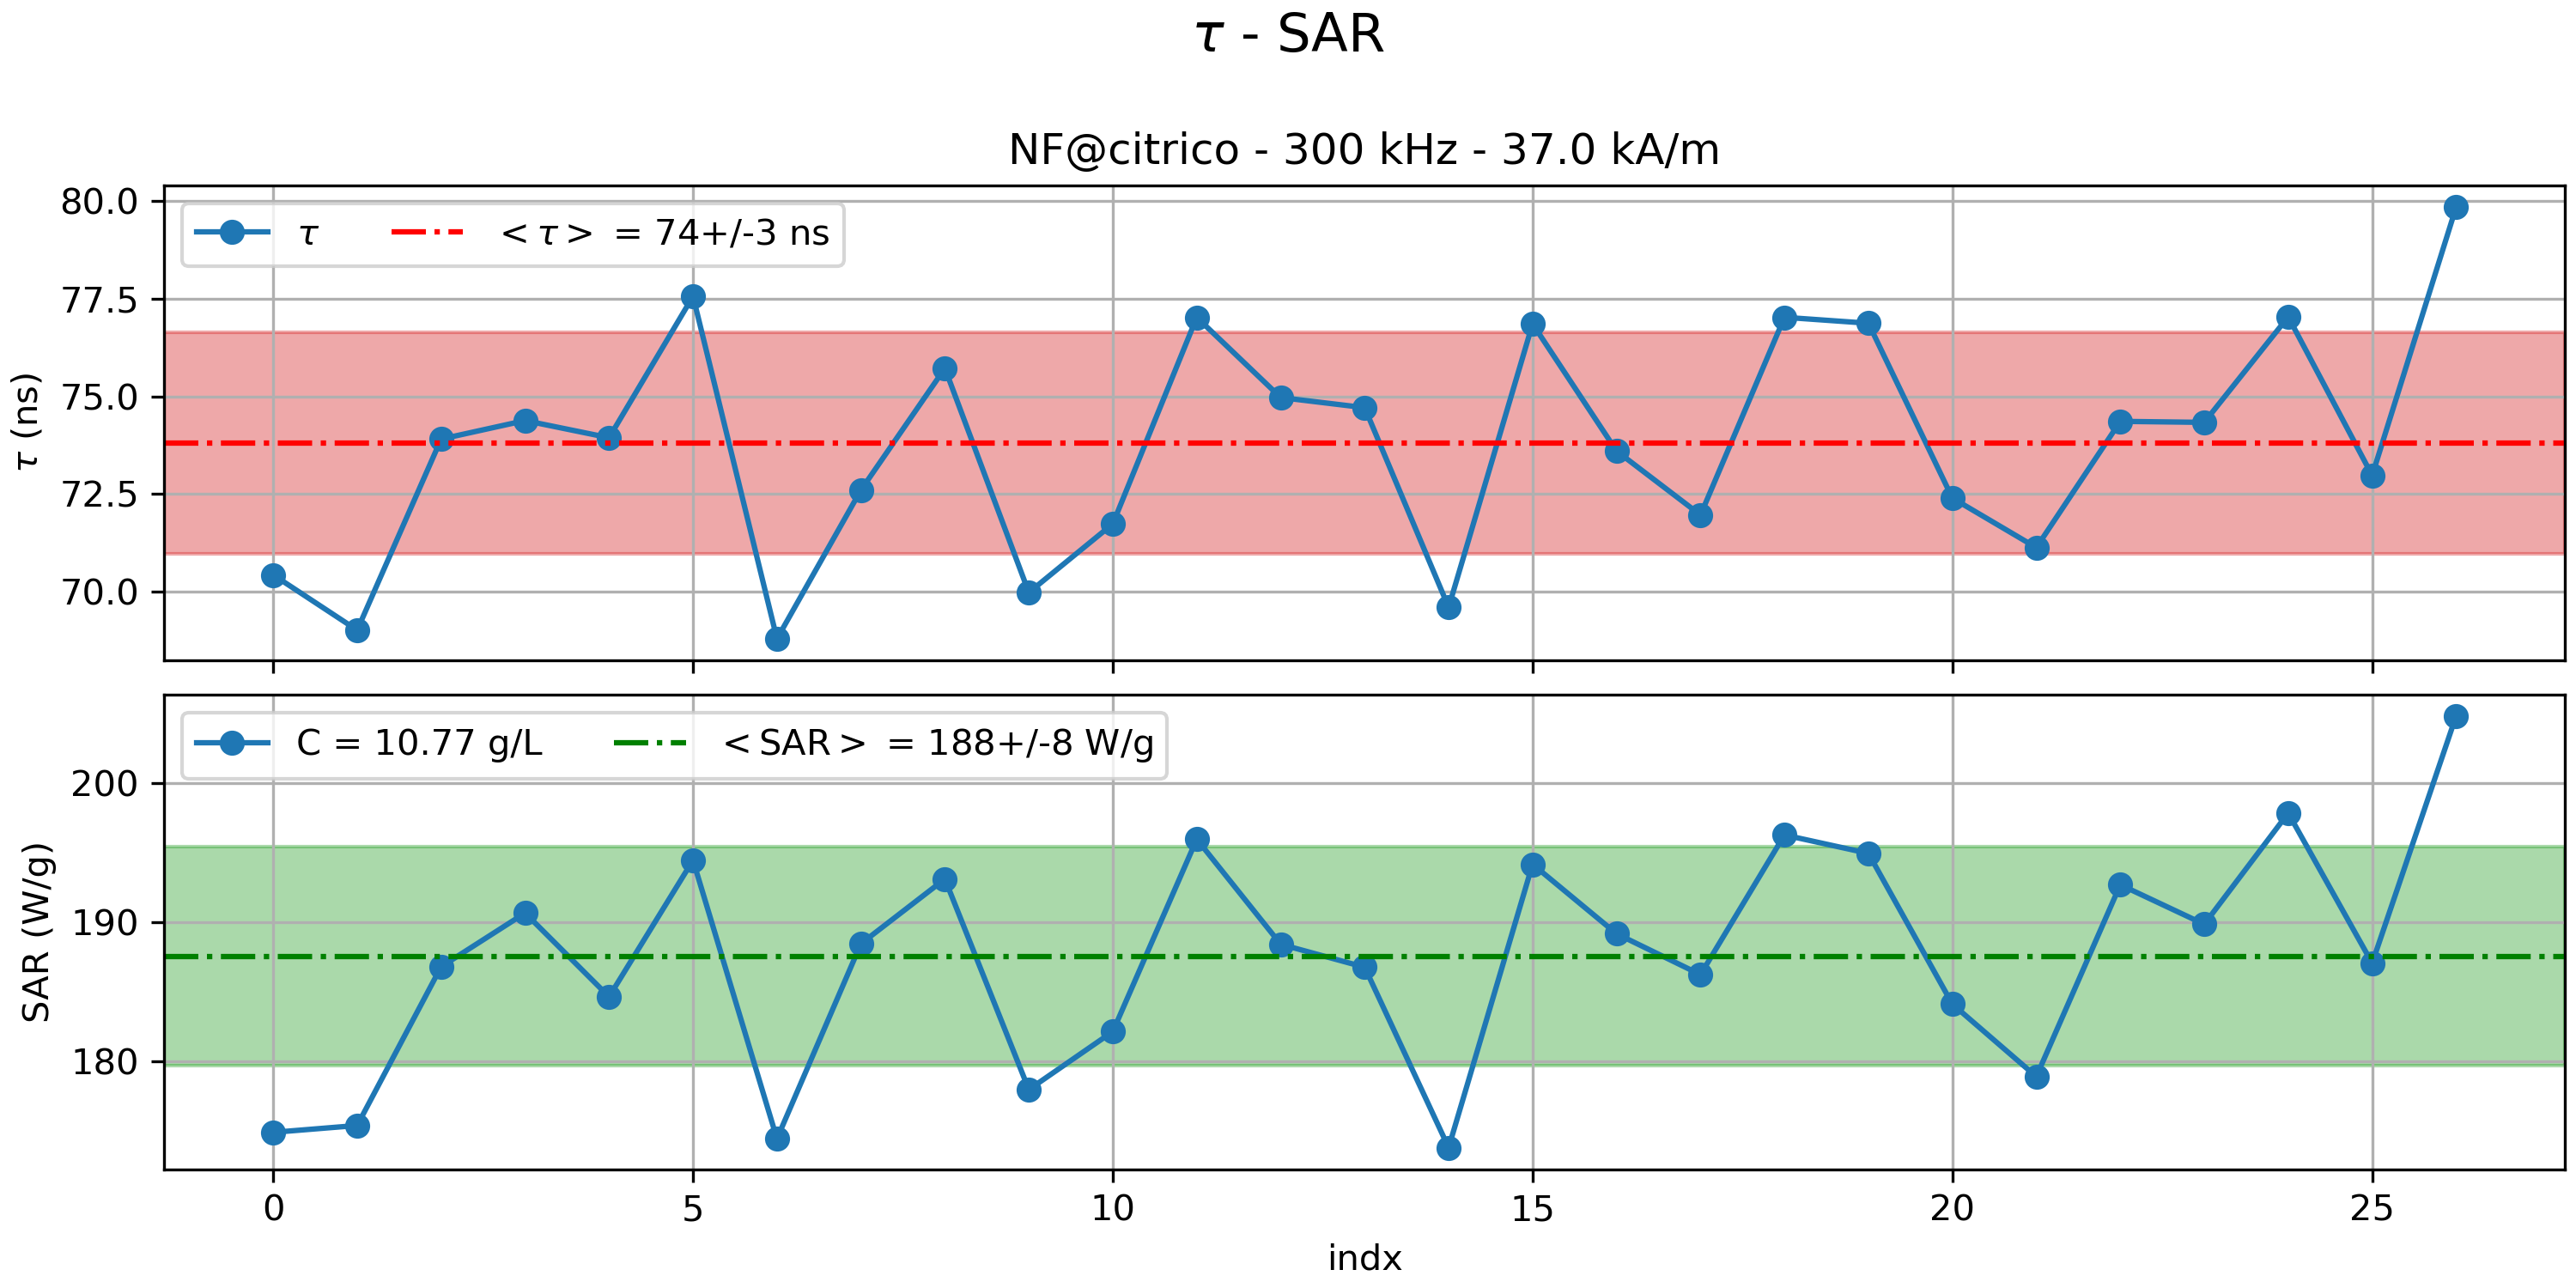 τ - SAR
NF@citrico - 300 kHz - 37.0 kA/m
80.0
77.5
75.0
72.5
70.0
τ (ns)
τ
<τ> = 74+/-3 ns
200
190
180
SAR (W/g)
C = 10.77 g/L
<SAR> = 188+/-8 W/g
0 5 10 15 20 25
indx